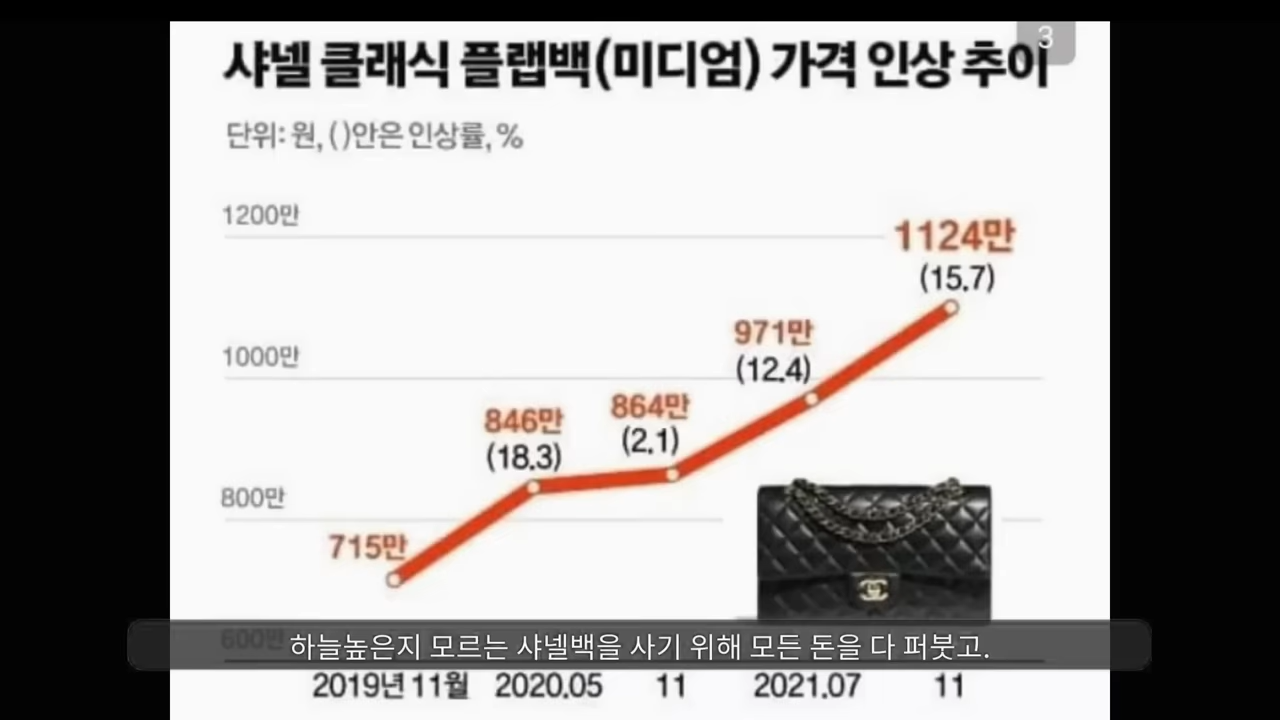 3
샤넬 클래식 플랩백(미디엄) 가격 인상 추이
단위: 원, ( )안은 인상률, %
1200만
1124만
(15.7)
971만
(12.4)
1000만
864만
(2.1)
846만
(18.3)
800만
715만
600만
하늘높은지 모르는 샤넬백을 사기 위해 모든 돈을 다 퍼붓고.
2019년 11월 2020.05 11 2021.07 11